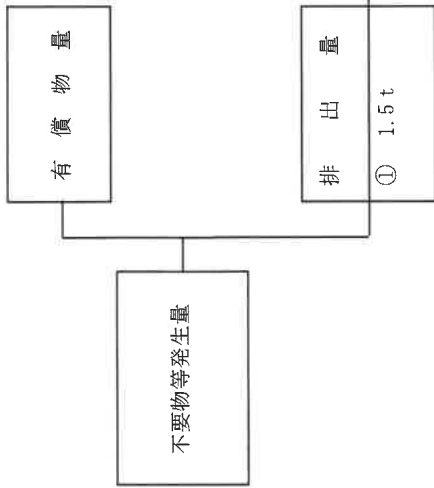 不要物等発生量
有償物量
排出量
① 1.5t